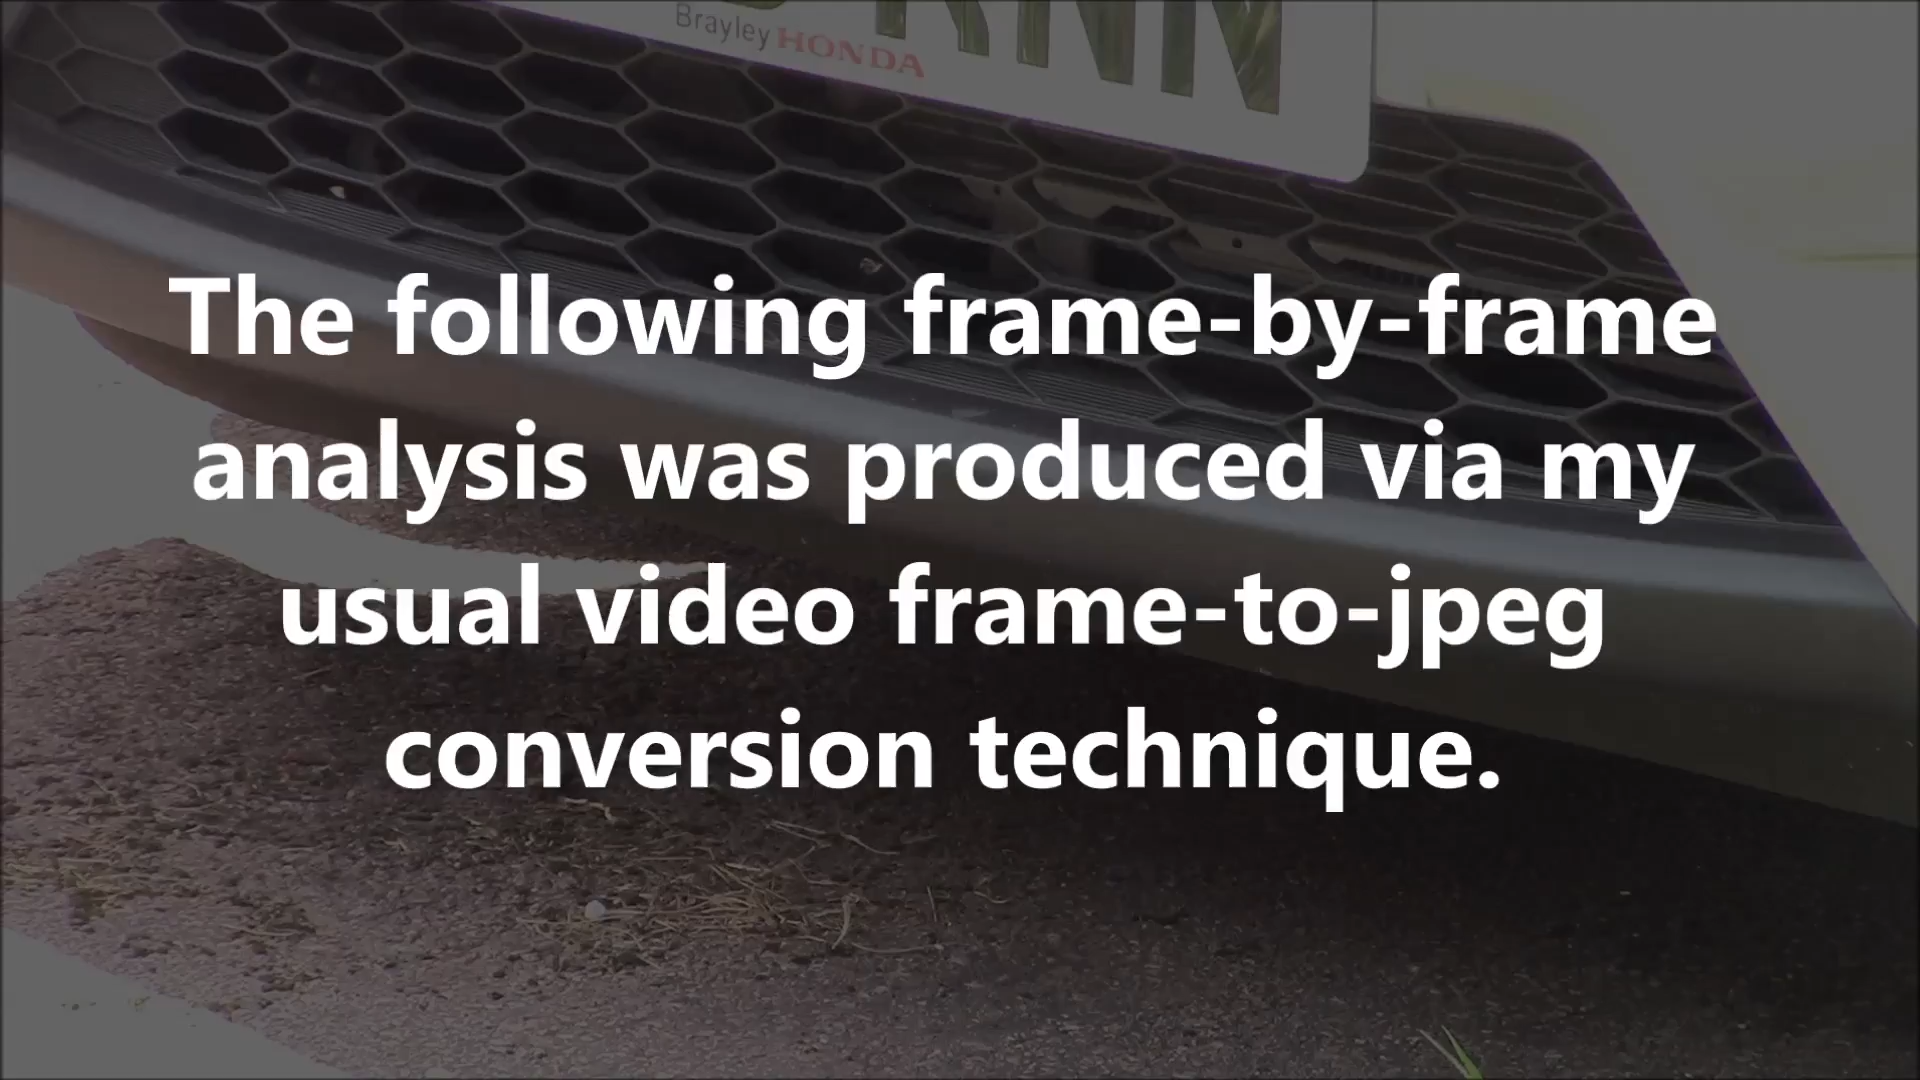 Brayley HONDA
The following frame-by-frame
analysis was produced via my
usual video frame-to-jpeg
conversion technique.